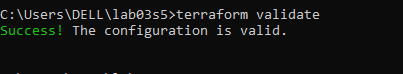 C:\Users\DELL\lab03s5>terraform validate
Success! The configuration is valid.